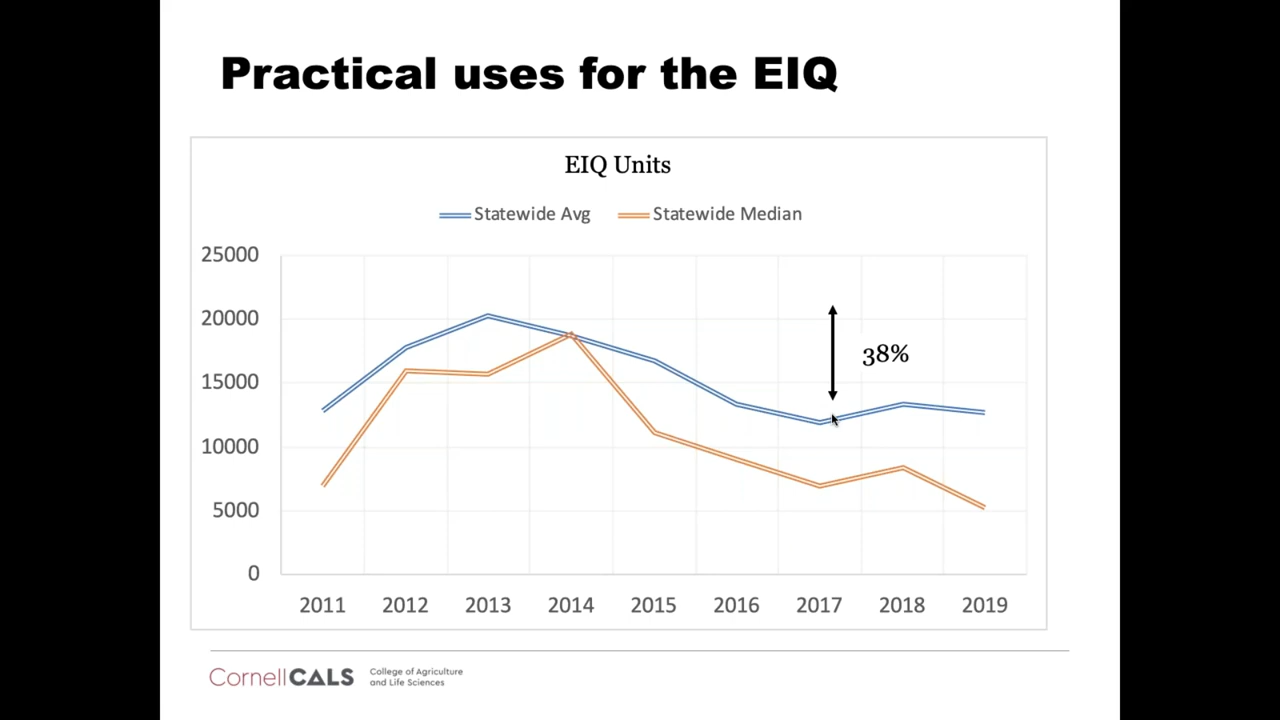 Practical uses for the EIQ
EIQ Units
Statewide Avg Statewide Median
25000
20000
15000
10000
5000
0
38%
2011 2012 2013 2014 2015 2016 2017 2018 2019
CornellCALS College of Agriculture
and Life Sciences